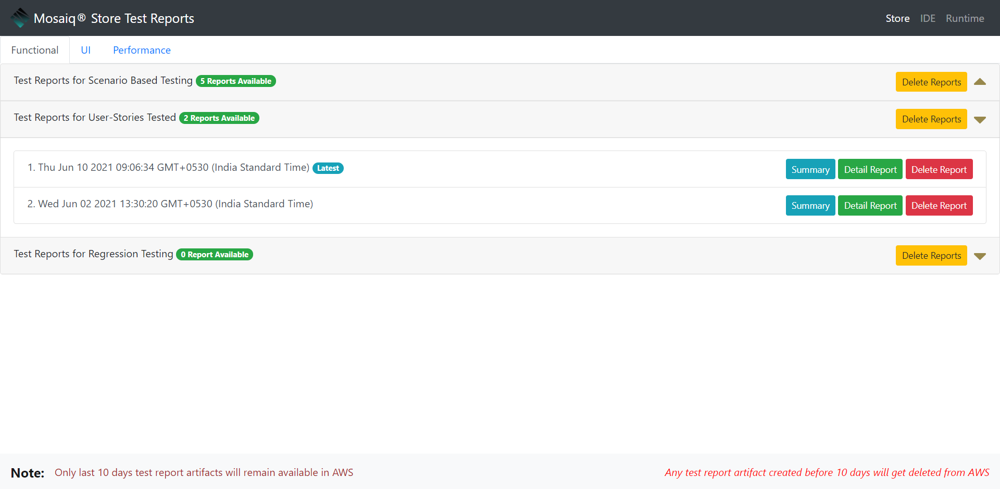 Mosaiq® Store Test Reports
Store IDE Runtime
Functional UI Performance
Test Reports for Scenario Based Testing 5 Reports Available Delete Reports
Test Reports for User-Stories Tested 2 Reports Available Delete Reports
1. Thu Jun 10 2021 09:06:34 GMT+0530 (India Standard Time) Latest Summary Detail Report Delete Report
2. Wed Jun 02 2021 13:30:20 GMT+0530 (India Standard Time) Summary Detail Report Delete Report
Test Reports for Regression Testing 0 Report Available Delete Reports
Note: Only last 10 days test report artifacts will remain available in AWS
Any test report artifact created before 10 days will get deleted from AWS